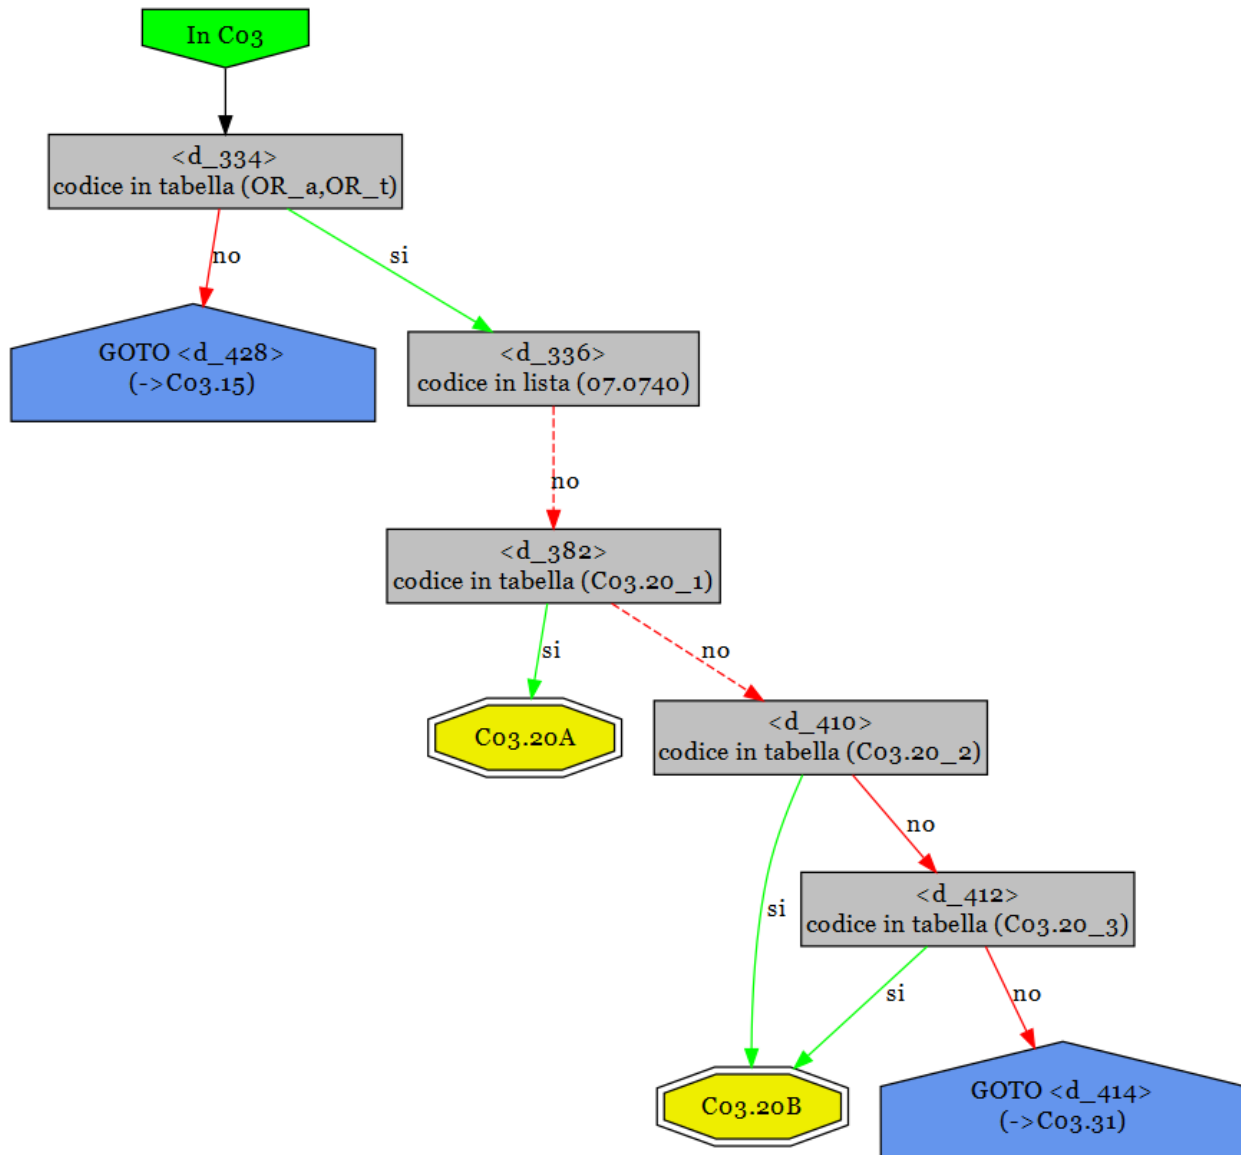 In C03
<d_334>
codice in tabella (OR_a,OR_t)
no
si
GOTO <d_428>
(->C03.15)
<d_336>
codice in lista (07.0740)
no
<d_382>
codice in tabella (C03.20_1)
si
no
C03.20A
<d_410>
codice in tabella (C03.20_2)
no
si
<d_412>
codice in tabella (C03.20_3)
si
no
C03.20B
GOTO <d_414>
(->C03.31)